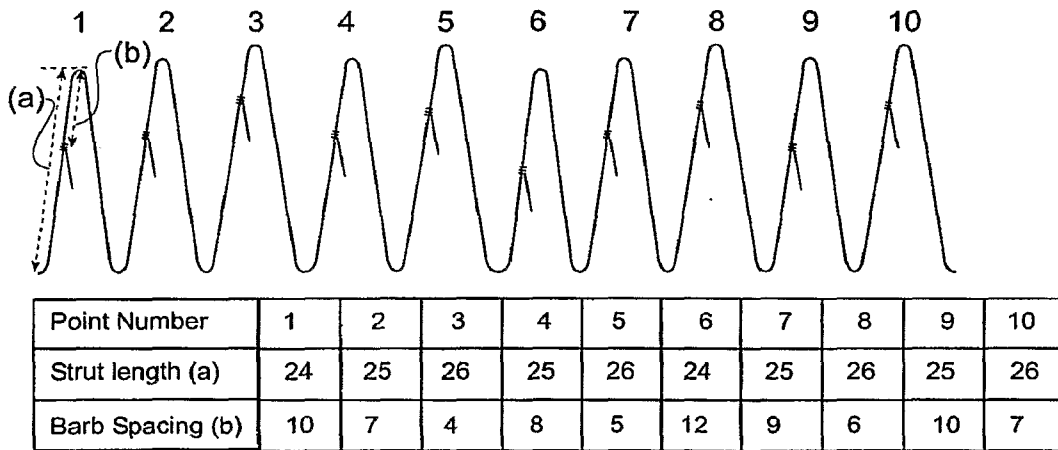 1 2 3 4 5 6 7 8 9 10
(b)
(a)
Point Number 1 2 3 4 5 6 7 8 9 10
Strut length (a) 24 25 26 25 26 24 25 26 25 26
Barb Spacing (b) 10 7 4 8 5 12 9 6 10 7